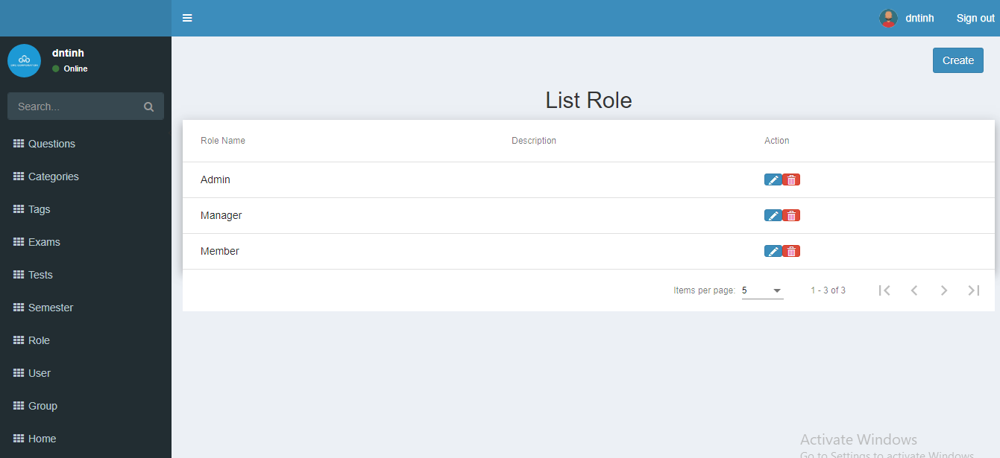 dntinh Sign out
dntinh
Online
Search...
Questions
Categories
Tags
Exams
Tests
Semester
Role
User
Group
Home
Create
List Role
Role Name Description Action
Admin
Manager
Member
Items per page: 5 1 - 3 of 3
Activate Windows
Go to Settings to activate Windows.